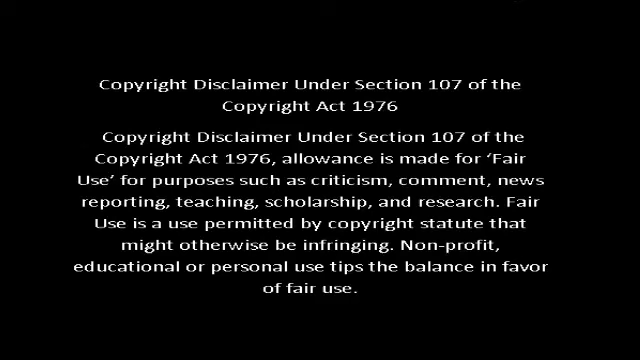 Copyright Disclaimer Under Section 107 of the
Copyright Act 1976
Copyright Disclaimer Under Section 107 of the
Copyright Act 1976, allowance is made for ‘Fair
Use’ for purposes such as criticism, comment, news
reporting, teaching, scholarship, and research. Fair
Use is a use permitted by copyright statute that
might otherwise be infringing. Non-profit,
educational or personal use tips the balance in favor
of fair use.